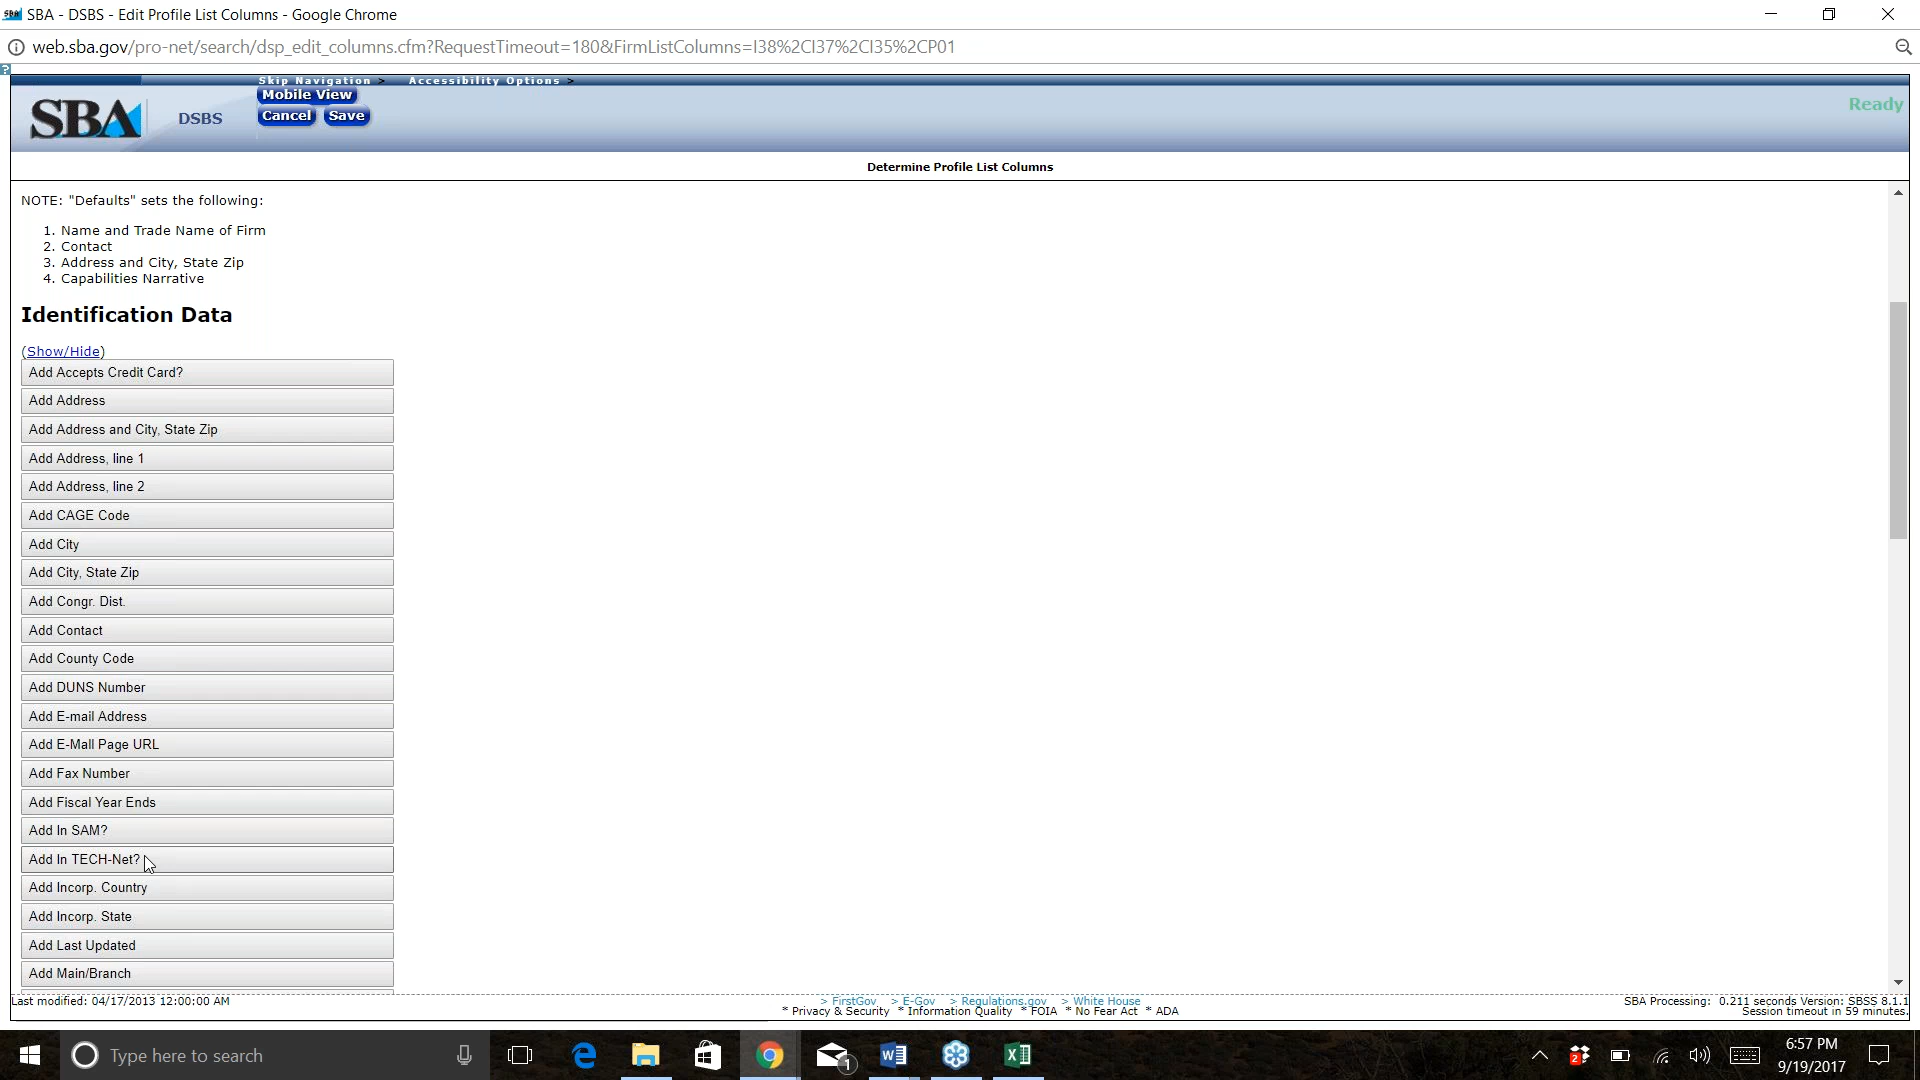 SBA - DSBS - Edit Profile List Columns - Google Chrome
web.sba.gov/pro-net/search/dsp_edit_columns.cfm?RequestTimeout=180&FirmListColumns=I38%2CI37%2CI35%2CP01
?
Skip Navigation > Accessibility Options >
Mobile View
SBA DSBS Cancel Save
Ready
Determine Profile List Columns
NOTE: "Defaults" sets the following:
1. Name and Trade Name of Firm
2. Contact
3. Address and City, State Zip
4. Capabilities Narrative
Identification Data
(Show/Hide)
Add Accepts Credit Card?
Add Address
Add Address and City, State Zip
Add Address, line 1
Add Address, line 2
Add CAGE Code
Add City
Add City, State Zip
Add Congr. Dist.
Add Contact
Add County Code
Add DUNS Number
Add E-mail Address
Add E-Mall Page URL
Add Fax Number
Add Fiscal Year Ends
Add In SAM?
Add In TECH-Net?
Add Incorp. Country
Add Incorp. State
Add Last Updated
Add Main/Branch
Last modified: 04/17/2013 12:00:00 AM
> FirstGov > E-Gov > Regulations.gov > White House
* Privacy & Security * Information Quality * FOIA * No Fear Act * ADA
SBA Processing: 0.211 seconds Version: SBSS 8.1.1
Session timeout in 59 minutes.
Type here to search
1
2
6:57 PM
9/19/2017